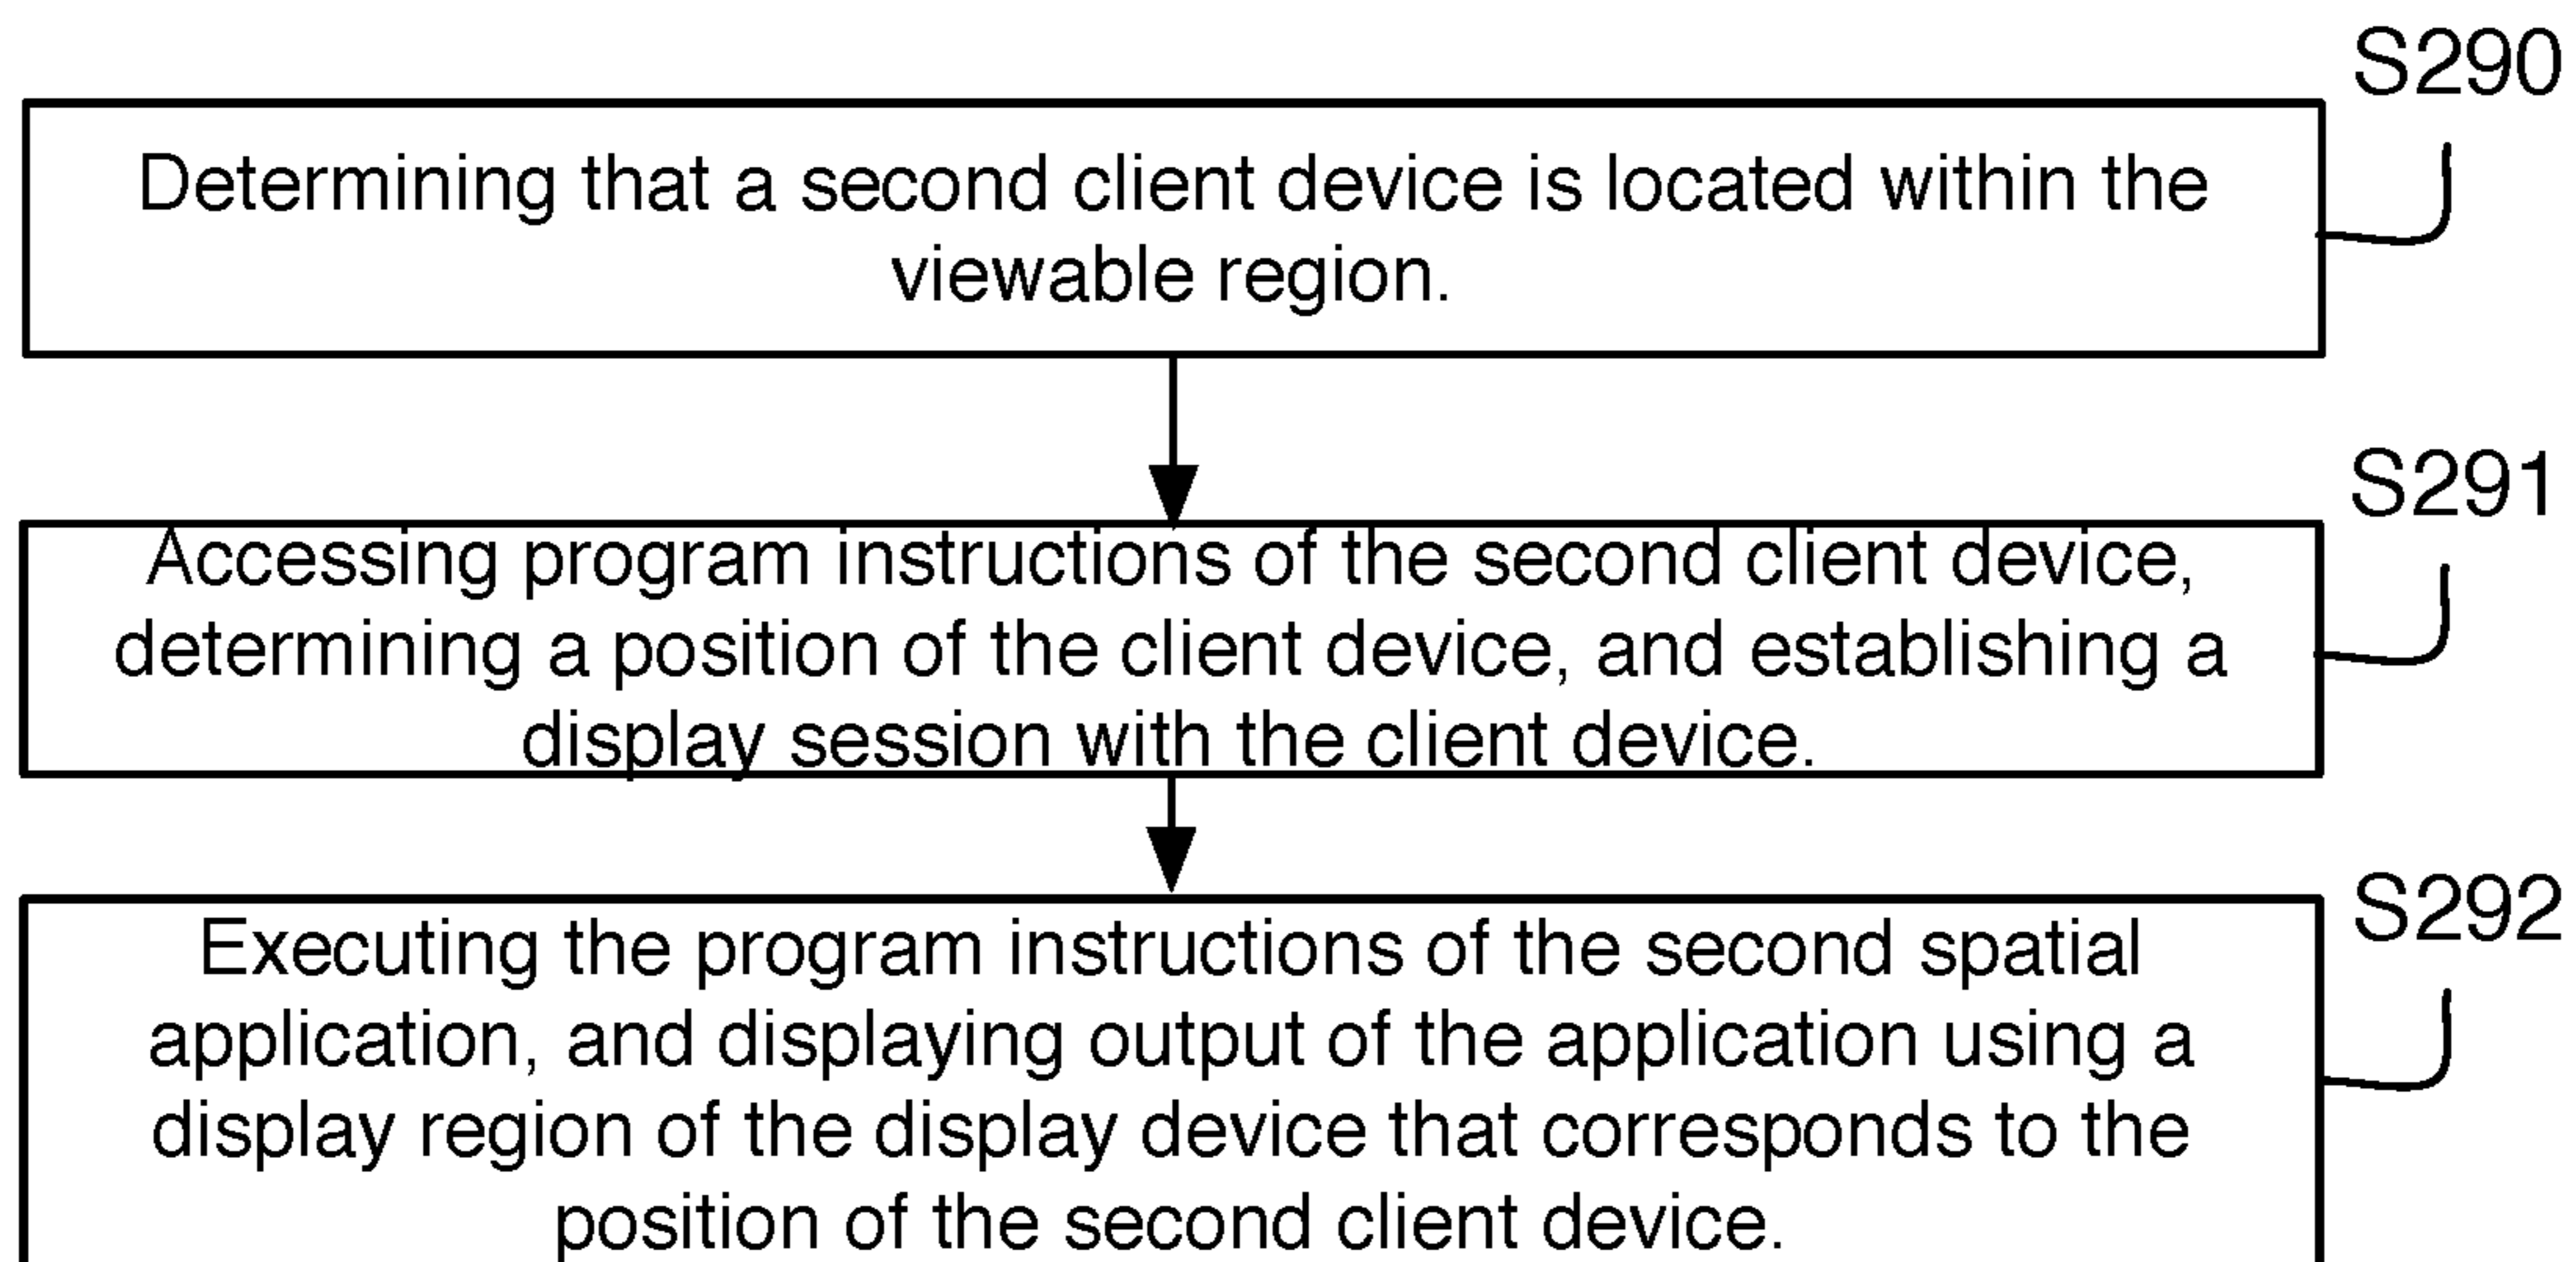 S290
Determining that a second client device is located within the
viewable region.
S291
Accessing program instructions of the second client device,
determining a position of the client device, and establishing a
display session with the client device.
S292
Executing the program instructions of the second spatial
application, and displaying output of the application using a
display region of the display device that corresponds to the
position of the second client device.